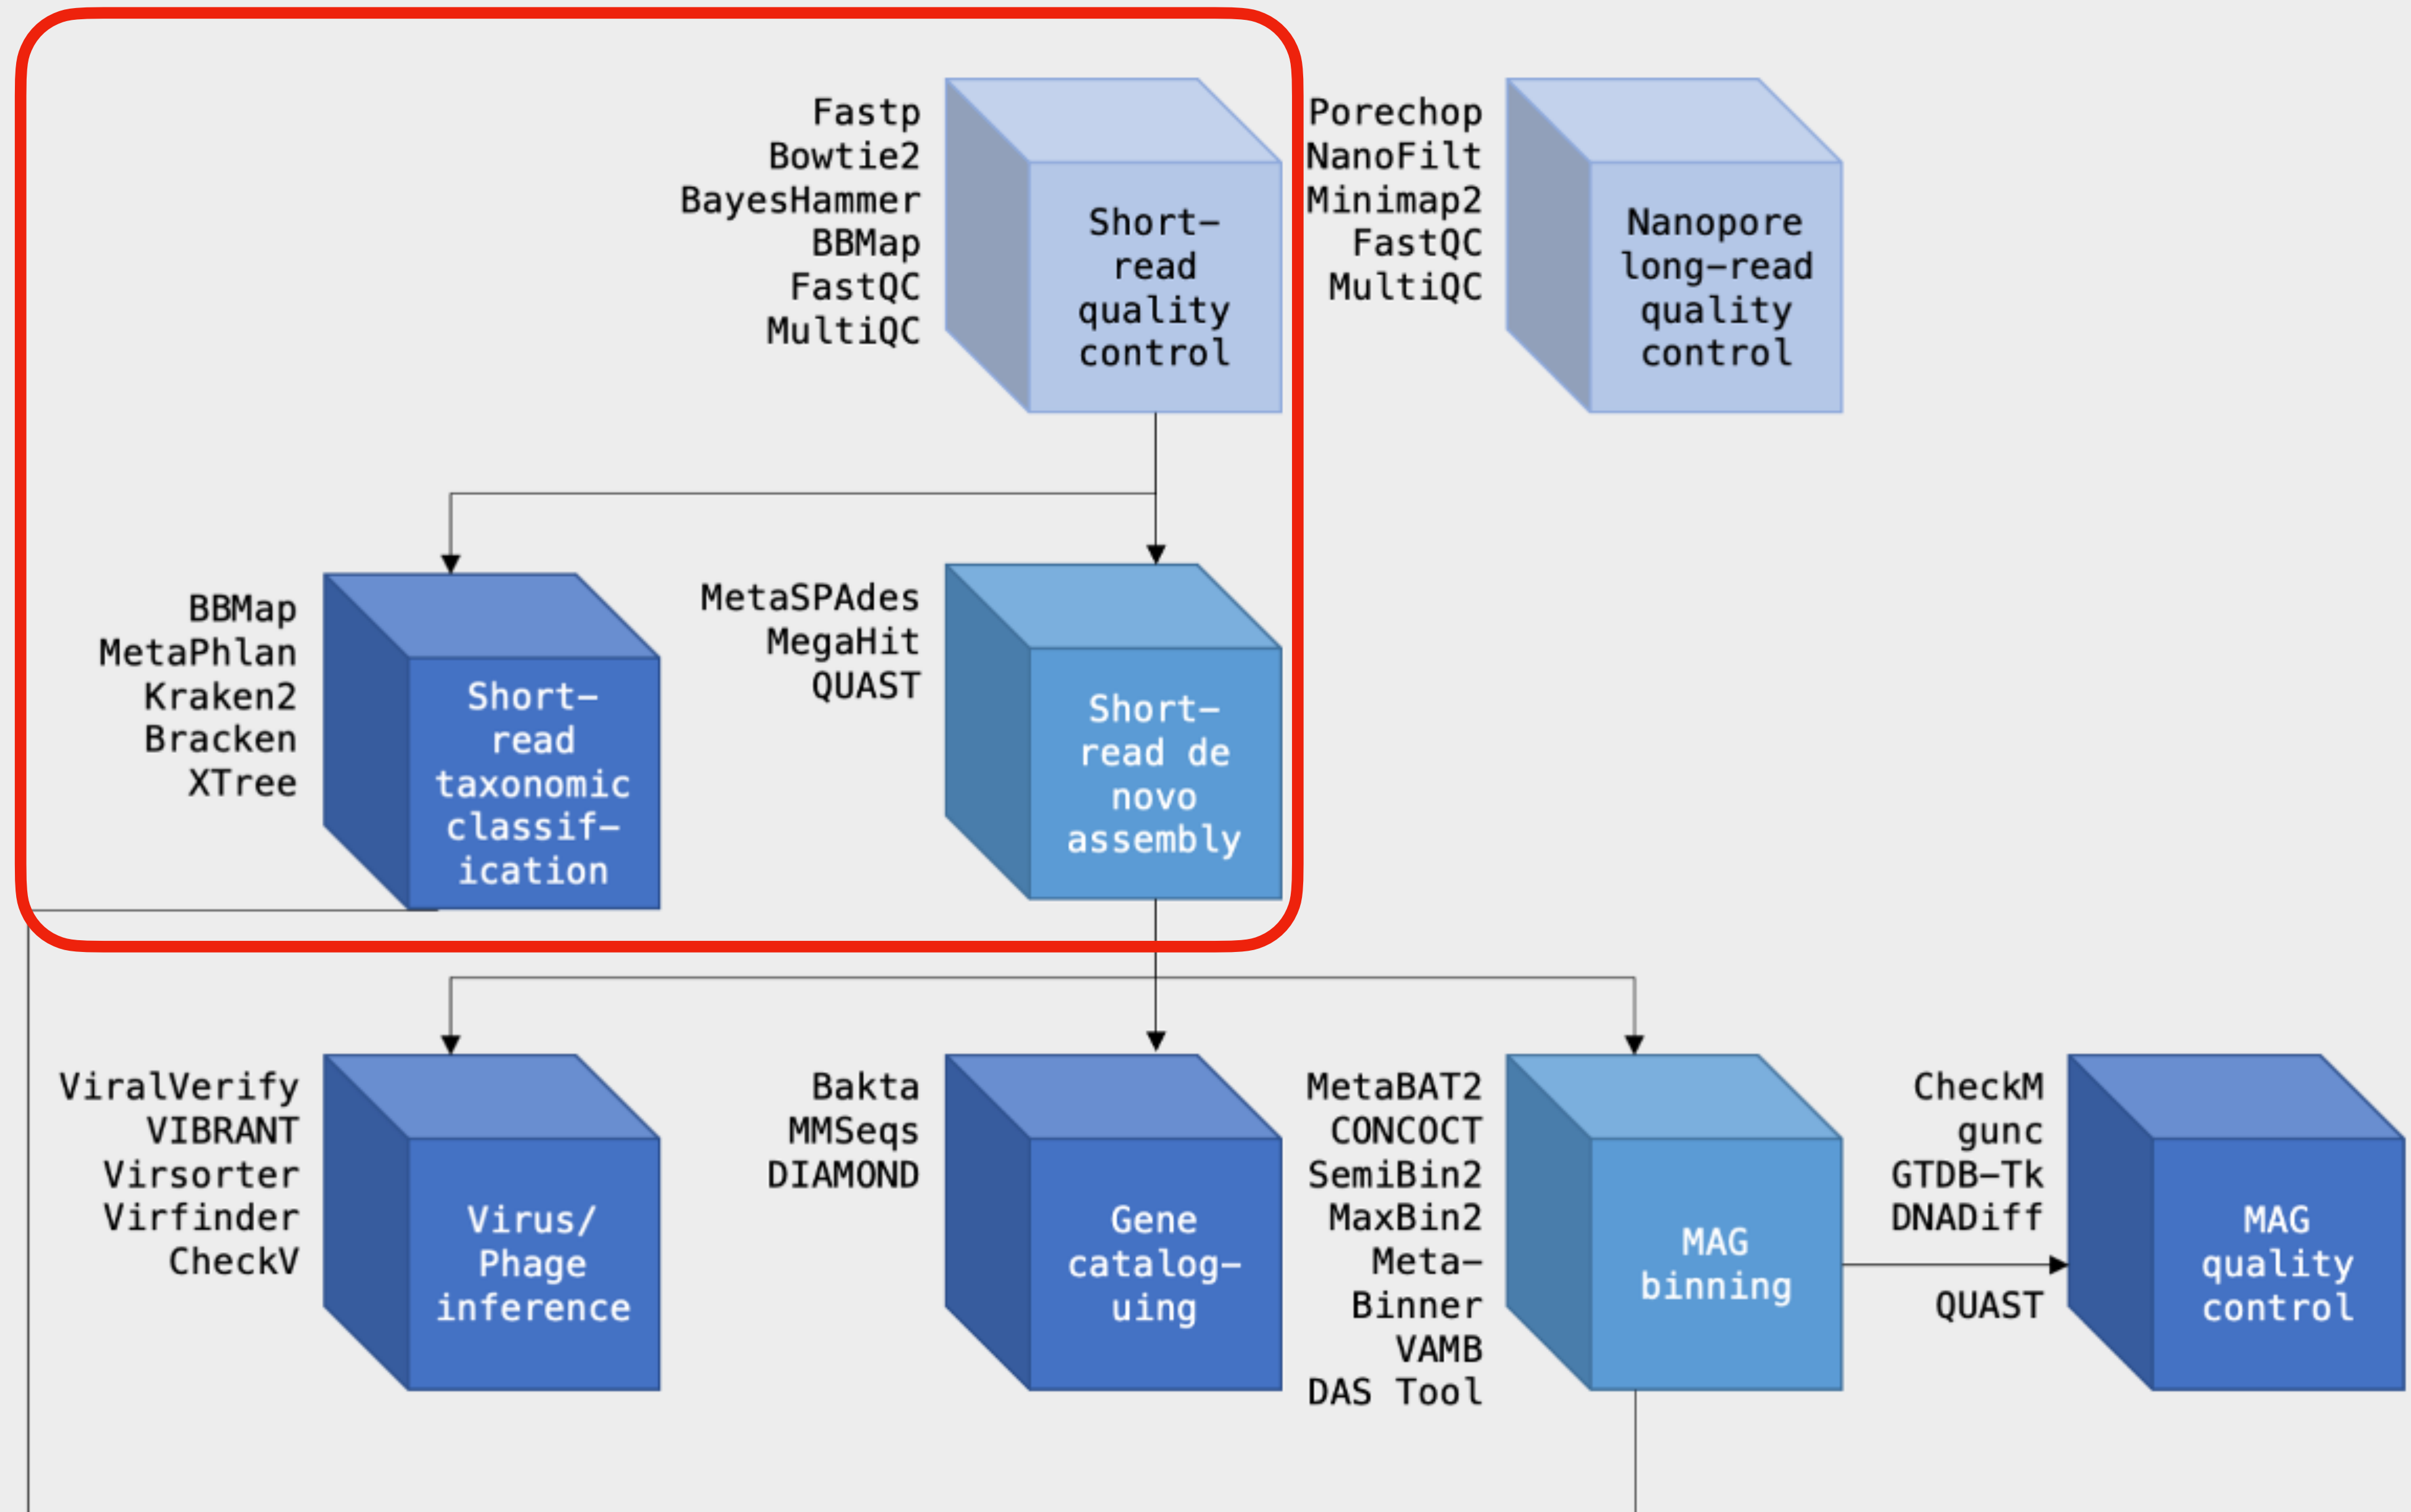 Fastp
Bowtie2
BayesHammer
BBMap
FastQC
MultiQC
Short-
read
quality
control
Porechop
NanoFilt
Minimap2
FastQC
MultiQC
Nanopore
long-read
quality
control
BBMap
MetaPhlan
Kraken2
Bracken
XTree
Short-
read
taxonomic
classif-
ication
MetaSPAdes
MegaHit
QUAST
Short-
read de
novo
assembly
ViralVerify
VIBRANT
Virsorter
Virfinder
CheckV
Virus/
Phage
inference
Bakta
MMSeqs
DIAMOND
Gene
catalog-
uing
MetaBAT2
CONCOCT
SemiBin2
MaxBin2
Meta-
Binner
VAMB
DAS Tool
MAG
binning
CheckM
gunc
GTDB-Tk
DNADiff
QUAST
MAG
quality
control